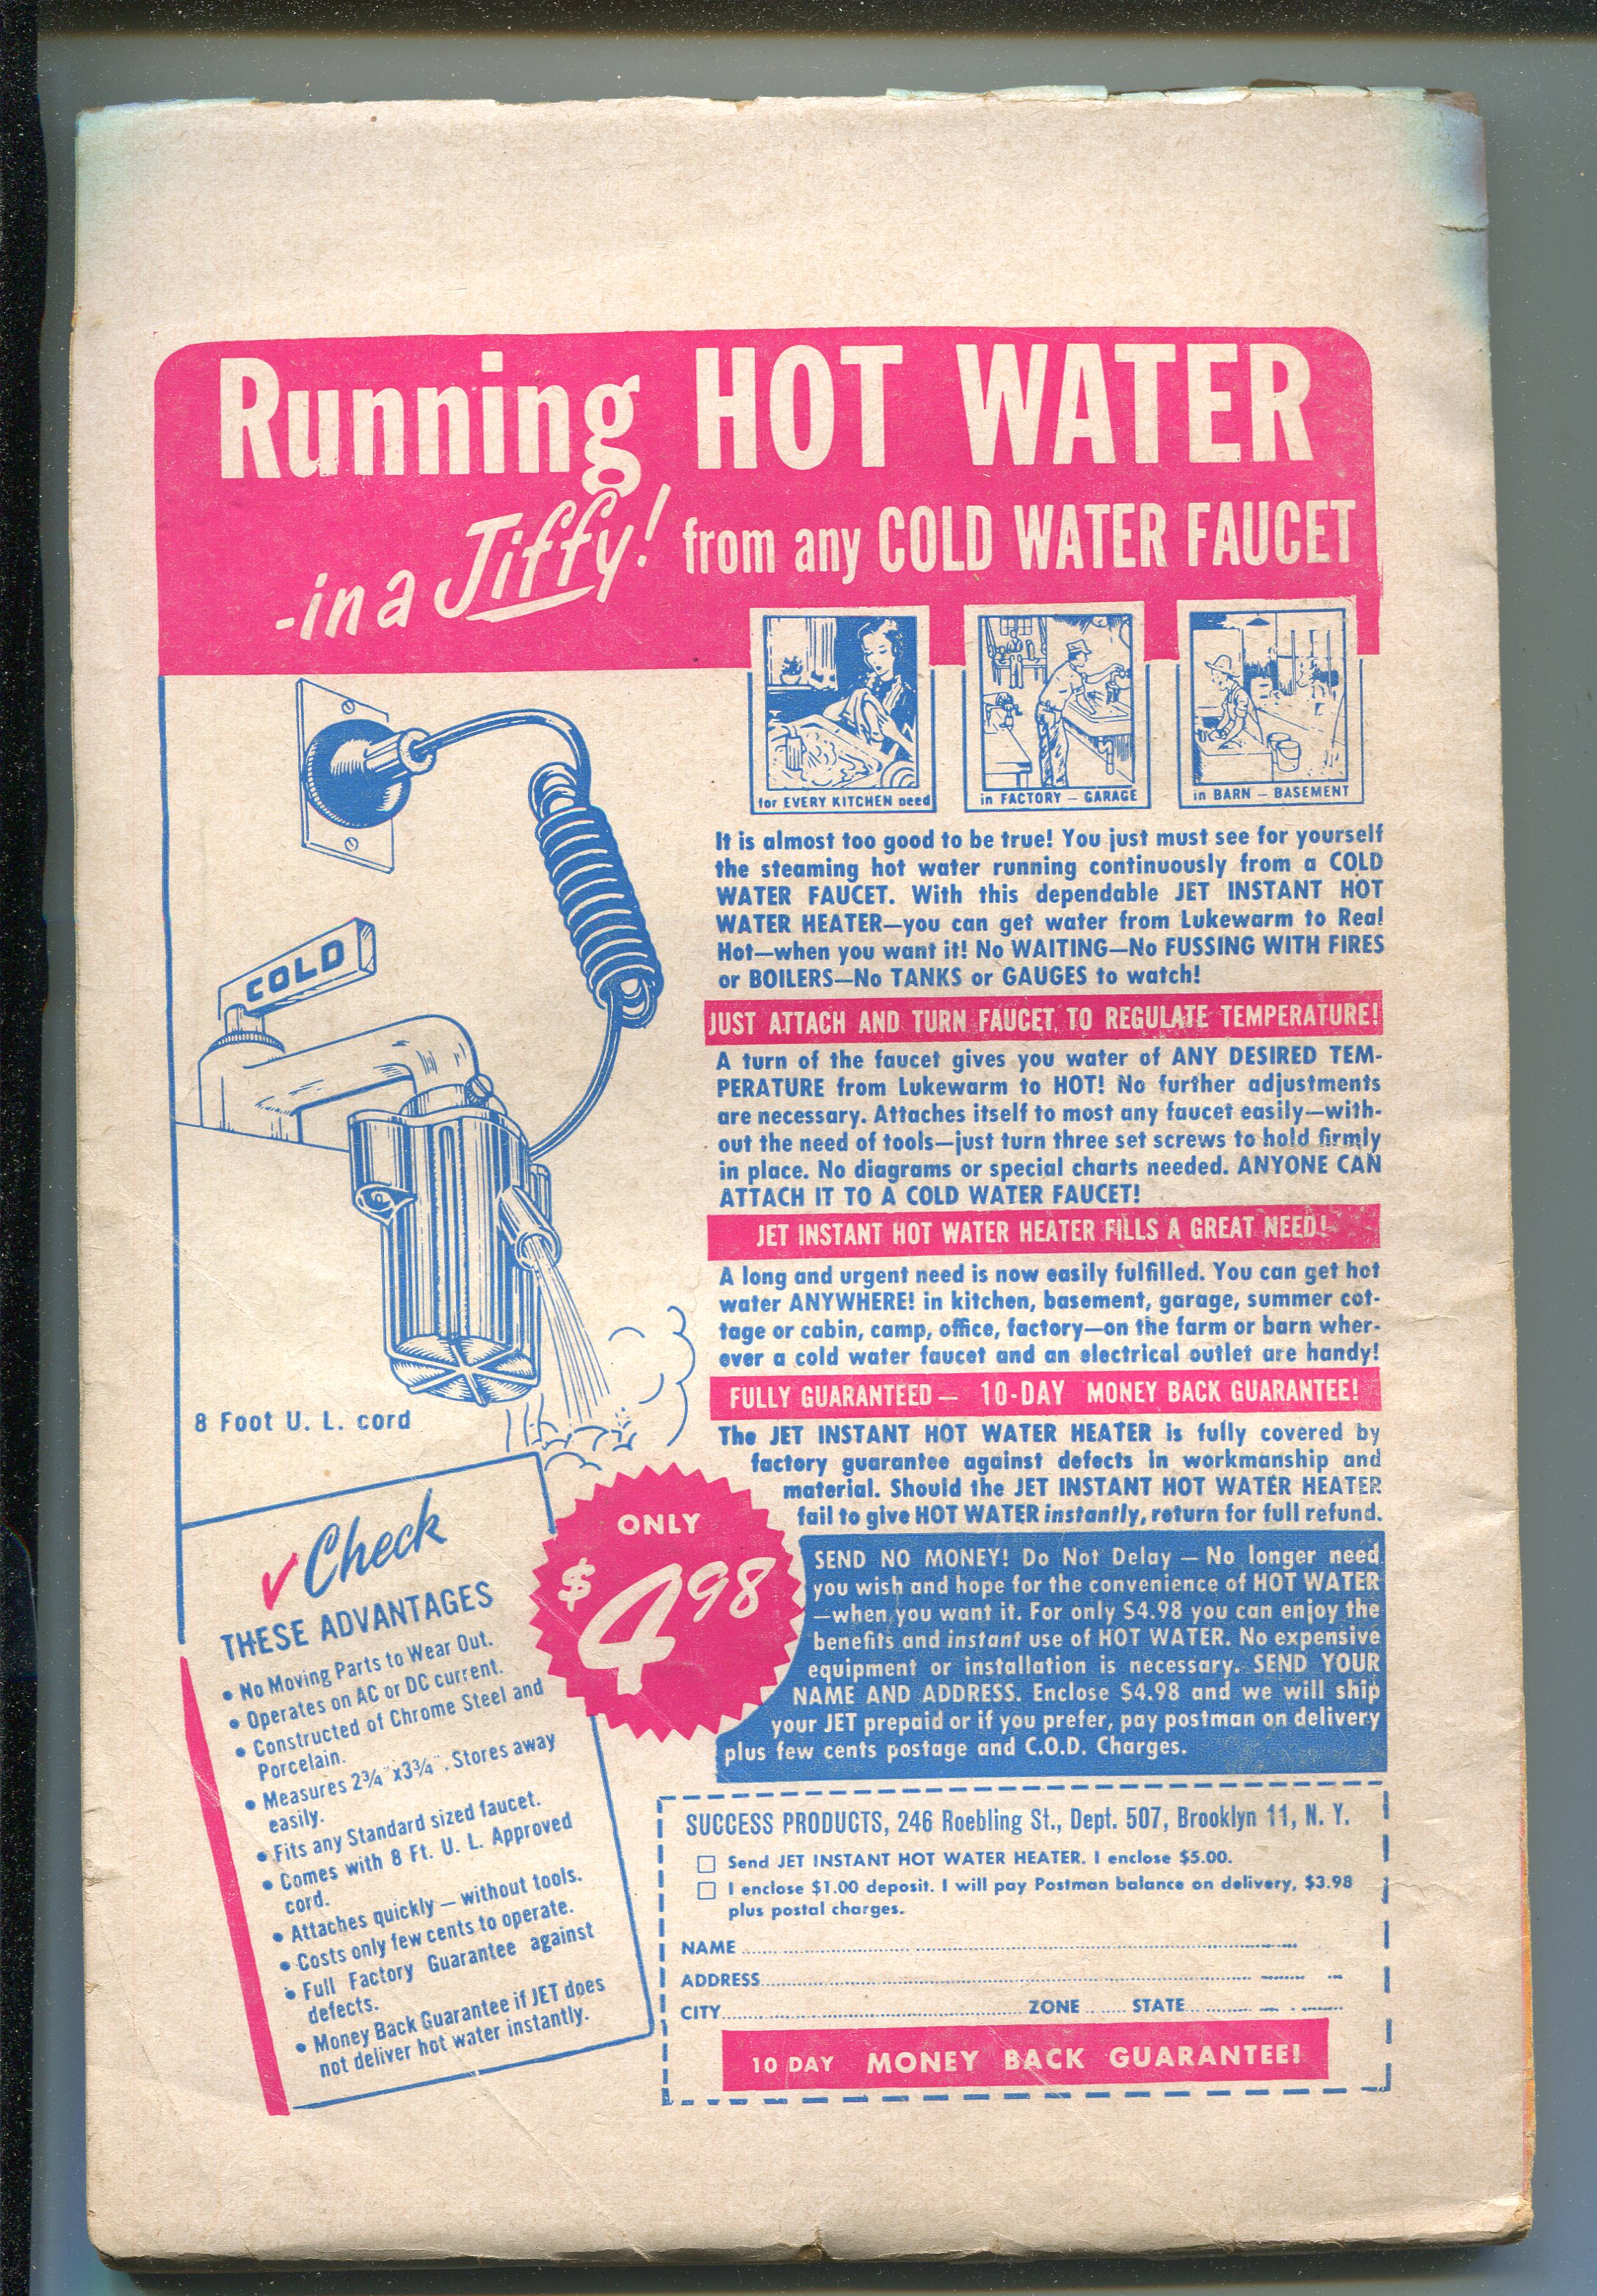 Running HOT WATER
-in a Jiffy! from any COLD WATER FAUCET
for EVERY KITCHEN need
in FACTORY — GARAGE
in BARN — BASEMENT
COLD
8 Foot U. L. cord
It is almost too good to be true! You just must see for yourself
the steaming hot water running continuously from a COLD
WATER FAUCET. With this dependable JET INSTANT HOT
WATER HEATER—you can get water from Lukewarm to Real
Hot—when you want it! No WAITING—No FUSSING WITH FIRES
or BOILERS—No TANKS or GAUGES to watch!
JUST ATTACH AND TURN FAUCET TO REGULATE TEMPERATURE!
A turn of the faucet gives you water of ANY DESIRED TEM-
PERATURE from Lukewarm to HOT! No further adjustments
are necessary. Attaches itself to most any faucet easily—with-
out the need of tools—just turn three set screws to hold firmly
in place. No diagrams or special charts needed. ANYONE CAN
ATTACH IT TO A COLD WATER FAUCET!
JET INSTANT HOT WATER HEATER FILLS A GREAT NEED!
A long and urgent need is now easily fulfilled. You can get hot
water ANYWHERE! in kitchen, basement, garage, summer cot-
tage or cabin, camp, office, factory—on the farm or barn wher-
ever a cold water faucet and an electrical outlet are handy!
FULLY GUARANTEED — 10-DAY MONEY BACK GUARANTEE!
The JET INSTANT HOT WATER HEATER is fully covered by
factory guarantee against defects in workmanship and
material. Should the JET INSTANT HOT WATER HEATER
fail to give HOT WATER instantly, return for full refund.
ONLY
$4 98
SEND NO MONEY! Do Not Delay — No longer need
you wish and hope for the convenience of HOT WATER
—when you want it. For only $4.98 you can enjoy the
benefits and instant use of HOT WATER. No expensive
equipment or installation is necessary. SEND YOUR
NAME AND ADDRESS. Enclose $4.98 and we will ship
your JET prepaid or if you prefer, pay postman on delivery
plus few cents postage and C.O.D. Charges.
✓Check
THESE ADVANTAGES
• No Moving Parts to Wear Out.
• Operates on AC or DC current.
• Constructed of Chrome Steel and
Porcelain.
• Measures 2¾"x3¾". Stores away
easily.
• Fits any Standard sized faucet.
• Comes with 8 Ft. U. L. Approved
cord.
• Attaches quickly — without tools.
• Costs only few cents to operate.
• Full Factory Guarantee against
defects.
• Money Back Guarantee if JET does
not deliver hot water instantly.
SUCCESS PRODUCTS, 246 Roebling St., Dept. 507, Brooklyn 11, N. Y.
☐ Send JET INSTANT HOT WATER HEATER. I enclose $5.00.
☐ I enclose $1.00 deposit. I will pay Postman balance on delivery, $3.98
plus postal charges.
NAME
ADDRESS
CITY ZONE STATE
10 DAY MONEY BACK GUARANTEE!